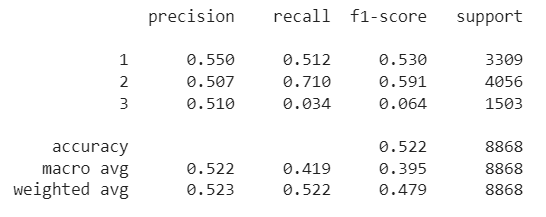 precision recall f1-score support
1 0.550 0.512 0.530 3309
2 0.507 0.710 0.591 4056
3 0.510 0.034 0.064 1503
accuracy 0.522 8868
macro avg 0.522 0.419 0.395 8868
weighted avg 0.523 0.522 0.479 8868